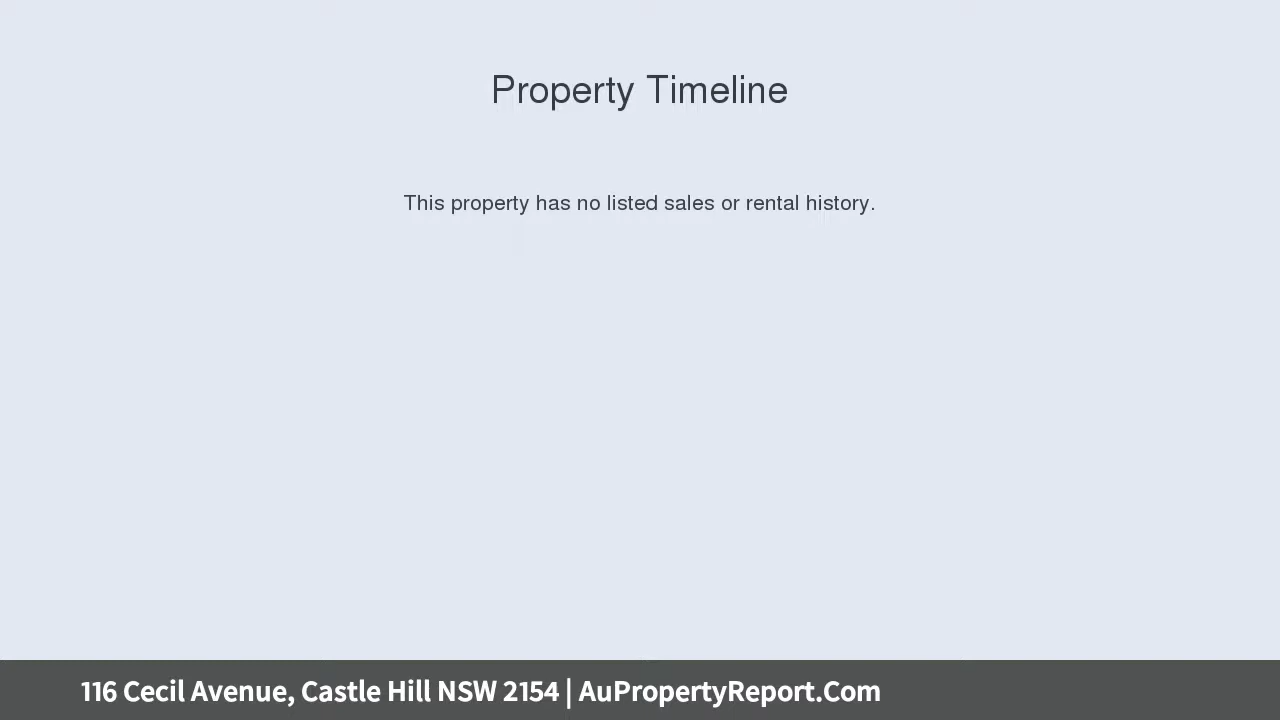 Property Timeline
This property has no listed sales or rental history.
116 Cecil Avenue, Castle Hill NSW 2154 | AuPropertyReport.Com